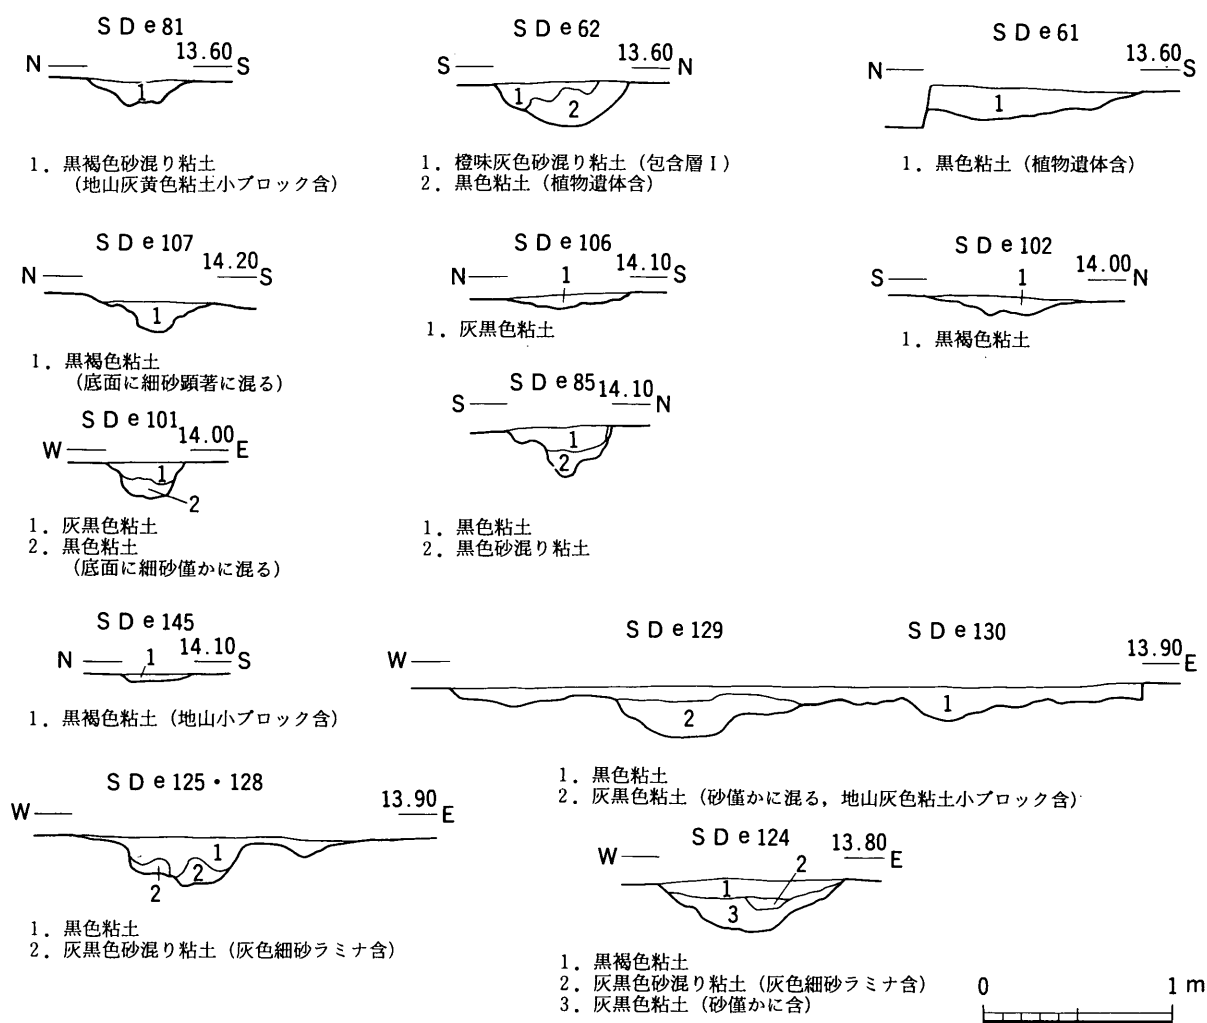 SDe81
13.60
N S
1
1. 黒褐色砂混り粘土
(地山灰黄色粘土小ブロック含)
SDe62
13.60
S N
1 2
1. 橙味灰色砂混り粘土(包含層I)
2. 黒色粘土(植物遺体含)
SDe61
13.60
N S
1
1. 黒色粘土(植物遺体含)
SDe107
14.20
N S
1
1. 黒褐色粘土
(底面に細砂顕著に混る)
SDe106
14.10
N S
1
1. 灰黒色粘土
SDe102
14.00
S N
1
1. 黒褐色粘土
SDe101
14.00
W E
1
2
1. 灰黒色粘土
2. 黒色粘土
(底面に細砂僅かに混る)
SDe85
14.10
S N
1
2
1. 黒色粘土
2. 黒色砂混り粘土
SDe145
14.10
N S
1
1. 黒褐色粘土(地山小ブロック含)
SDe129 SDe130
13.90
W E
2 1
1. 黒色粘土
2. 灰黒色粘土(砂僅かに混る,地山灰色粘土小ブロック含)
SDe125・128
13.90
W E
1
2 2
1. 黒色粘土
2. 灰黒色砂混り粘土(灰色細砂ラミナ含)
SDe124
13.80
W E
2
1
3
1. 黒褐色粘土
2. 灰黒色砂混り粘土(灰色細砂ラミナ含)
3. 灰黒色粘土(砂僅かに含)
0 1m